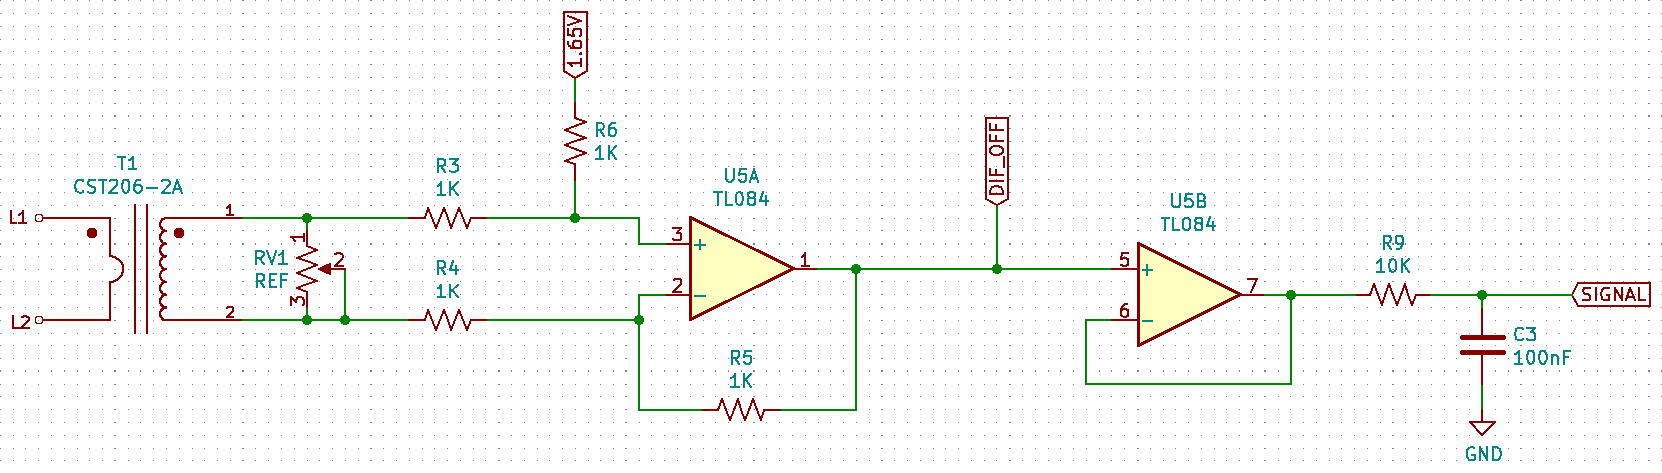 1.65V
R6
1K
DIF_OFF
T1
CST206-2A
R3
1K
U5A
TL084
U5B
TL084
L1
1
1
RV1
REF
2
3
R4
1K
3
+
2
-
1
5
+
6
-
7
R9
10K
SIGNAL
L2
2
R5
1K
C3
100nF
GND